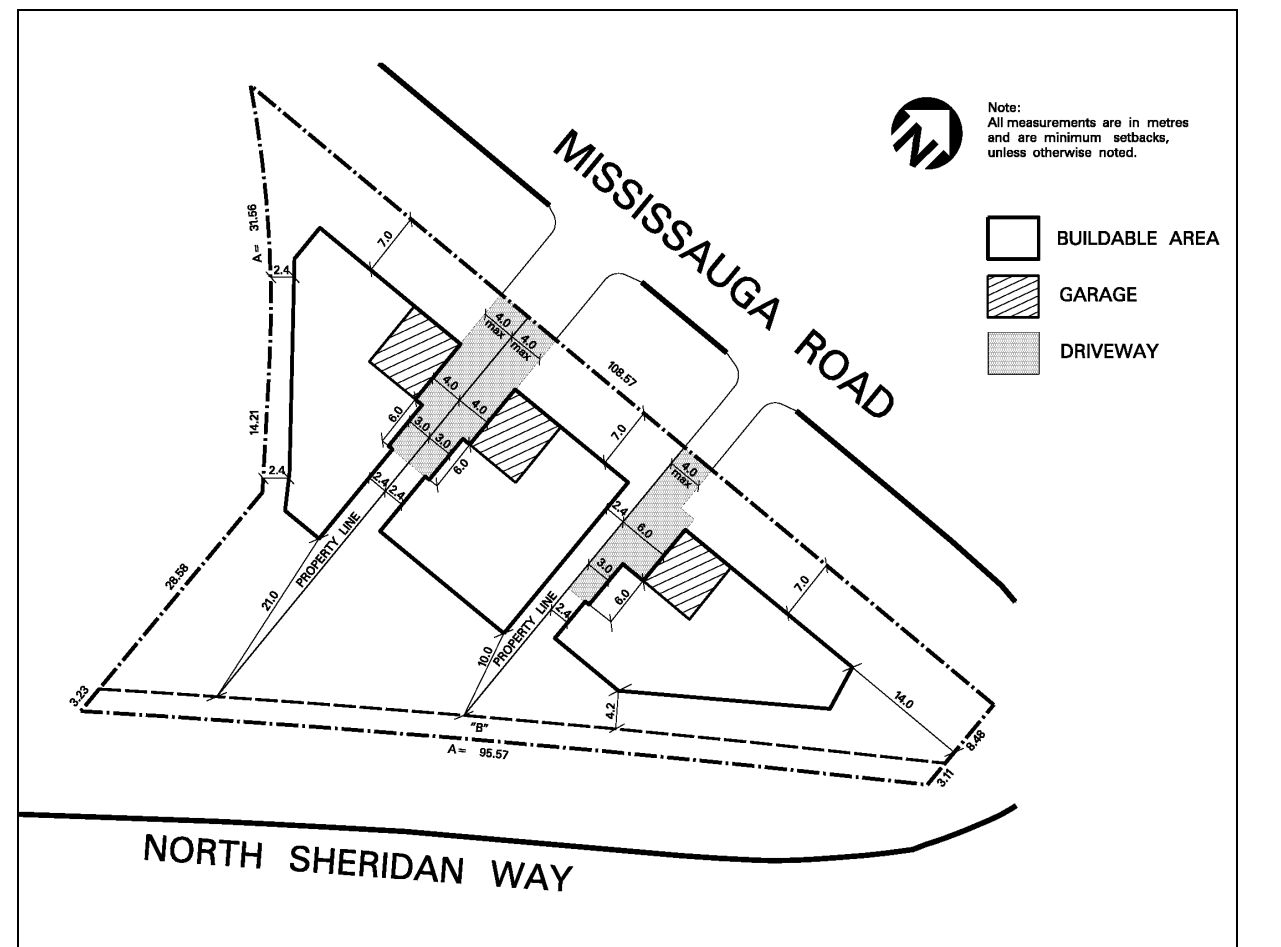 MISSISSAUGA ROAD
N
Note:
All measurements are in metres
and are minimum setbacks,
unless otherwise noted.
BUILDABLE AREA
GARAGE
DRIVEWAY
A = 31.56
7.0
2.4
4.0
max
4.0
max
108.57
4.0
4.0
6.0
3.0
3.0
7.0
14.21
2.4
6.0
2.4
2.4
4.0
max
2.4
6.0
PROPERTY LINE
3.0
6.0
7.0
28.58
21.0
2.4
PROPERTY LINE
10.0
14.0
3.23
4.2
"B"
A = 95.57
8.48
3.11
NORTH SHERIDAN WAY